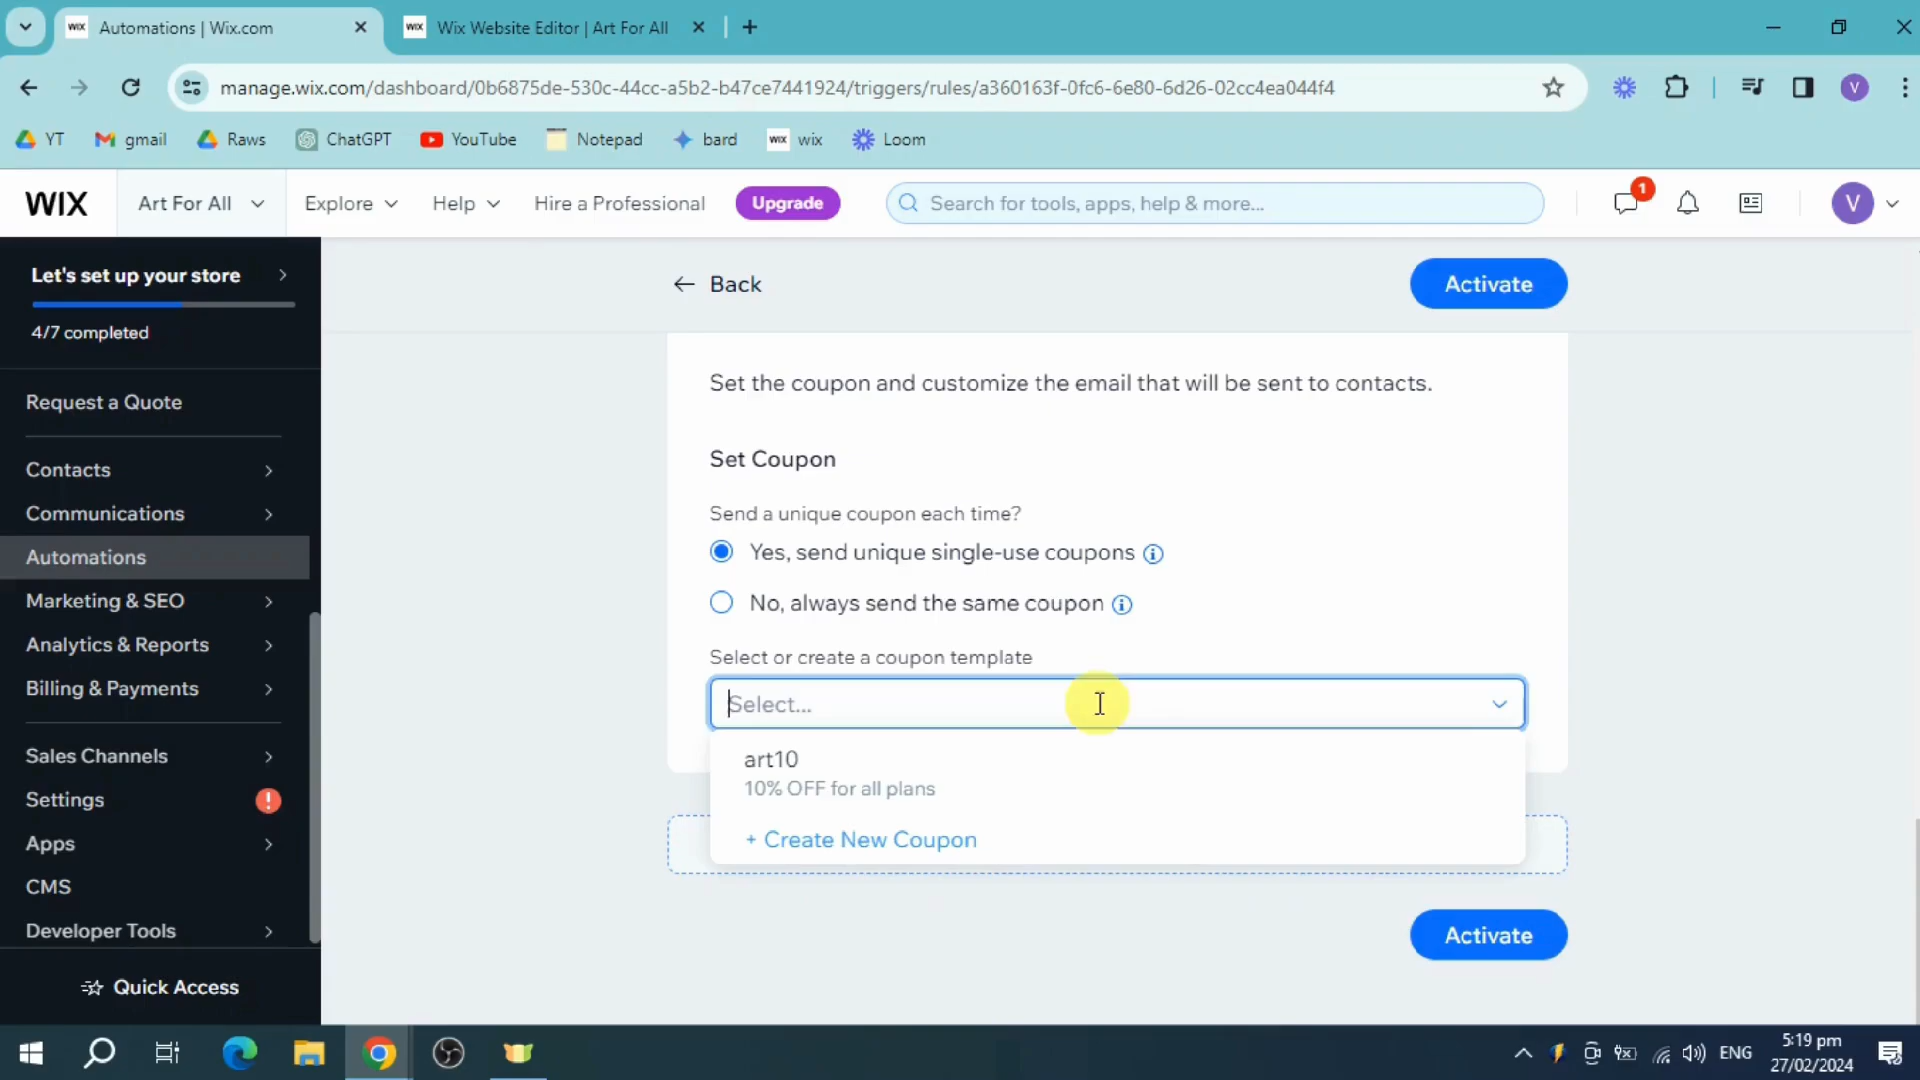 Automations | Wix.com
Wix Website Editor | Art For All
manage.wix.com/dashboard/0b6875de-530c-44cc-a5b2-b47ce7441924/triggers/rules/a360163f-0fc6-6e80-6d26-02cc4ea044f4
V
YT
gmail
Raws
ChatGPT
YouTube
Notepad
bard
wix
Loom
WIX
Art For All
Explore
Help
Hire a Professional
Upgrade
Search for tools, apps, help & more...
1
V
Let's set up your store
4/7 completed
Request a Quote
Contacts
Communications
Automations
Marketing & SEO
Analytics & Reports
Billing & Payments
Sales Channels
Settings
Apps
CMS
Developer Tools
Quick Access
Back
Activate
Set the coupon and customize the email that will be sent to contacts.
Set Coupon
Send a unique coupon each time?
Yes, send unique single-use coupons
No, always send the same coupon
Select or create a coupon template
Select...
art10
10% OFF for all plans
+ Create New Coupon
Activate
ENG
5:19 pm
27/02/2024